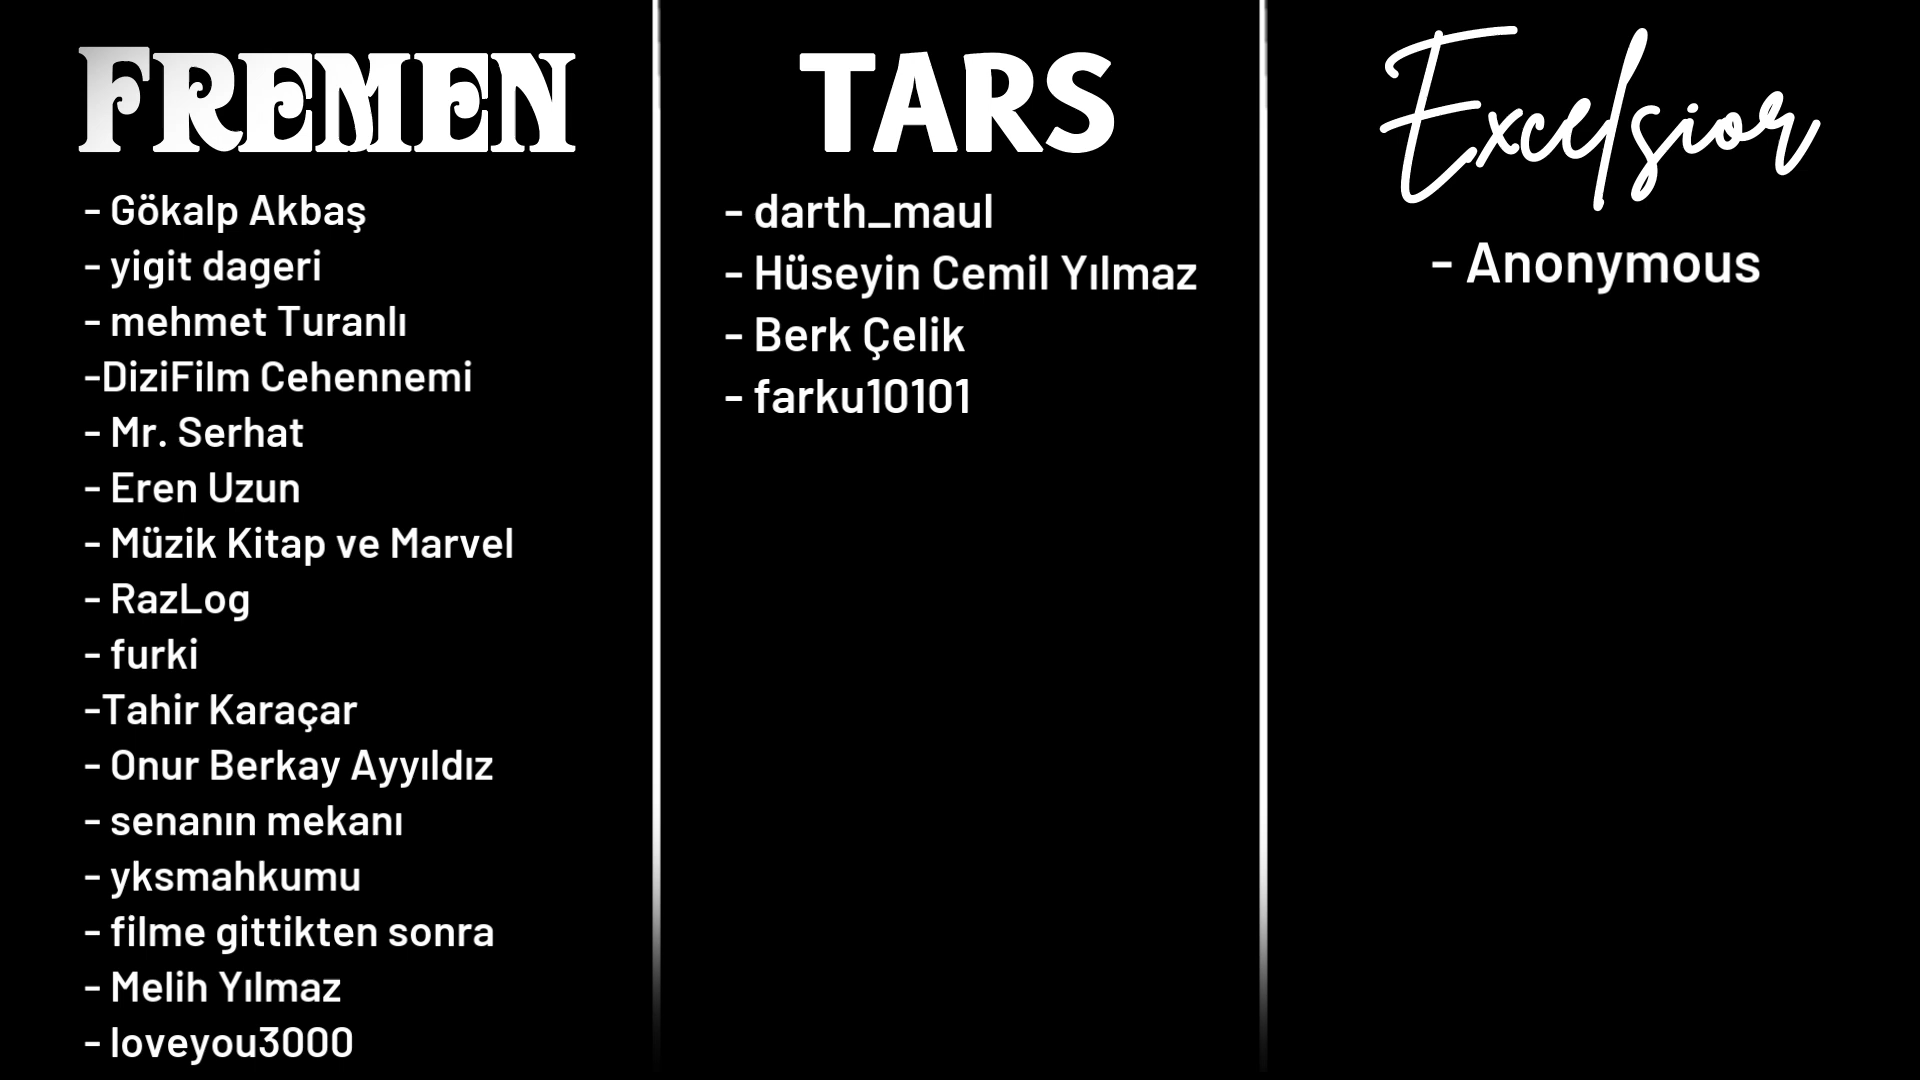 FREMEN
- Gökalp Akbaş
- yigit dageri
- mehmet Turanlı
-DiziFilm Cehennemi
- Mr. Serhat
- Eren Uzun
- Müzik Kitap ve Marvel
- RazLog
- furki
-Tahir Karaçar
- Onur Berkay Ayyıldız
- senanın mekanı
- yksmahkumu
- filme gittikten sonra
- Melih Yılmaz
- loveyou3000
TARS
- darth_maul
- Hüseyin Cemil Yılmaz
- Berk Çelik
- farku10101
Excelsior
- Anonymous